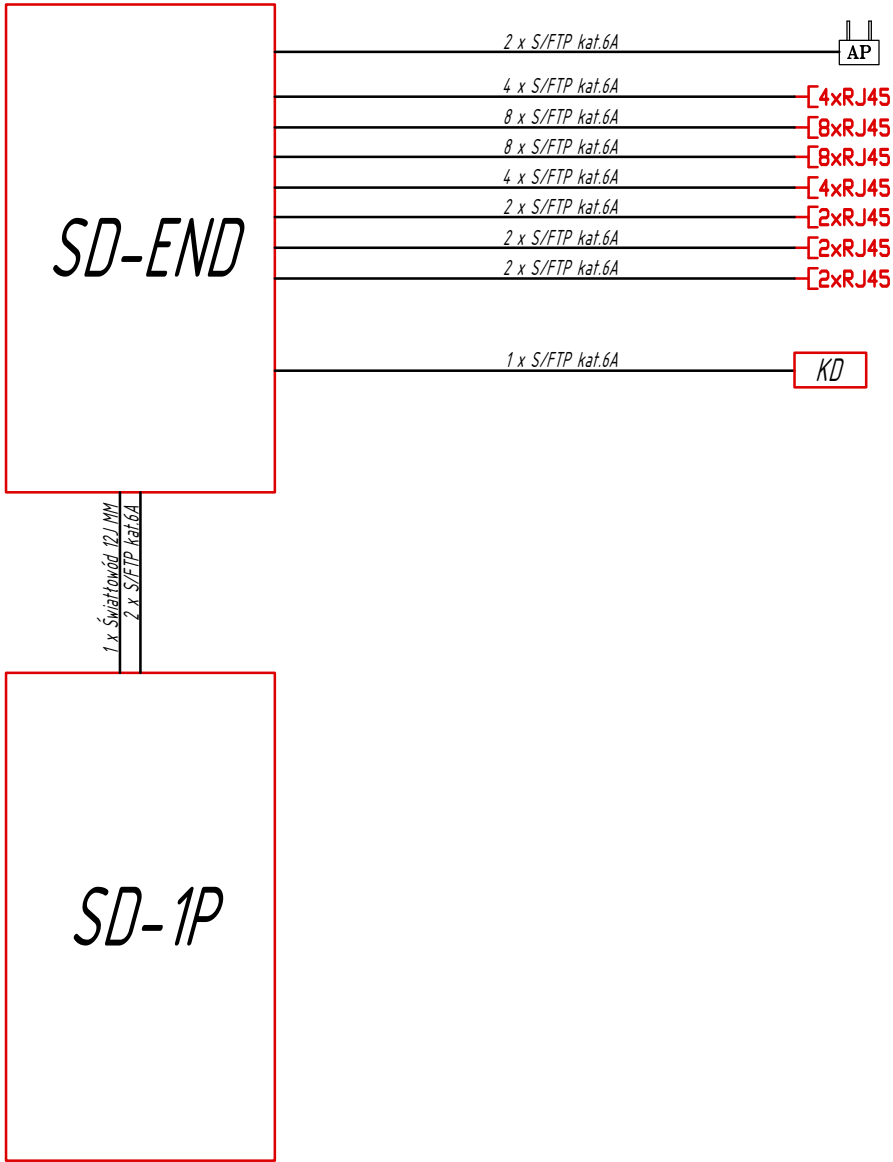 2 x S/FTP kat.6A
AP
4 x S/FTP kat.6A
4xRJ45
8 x S/FTP kat.6A
8xRJ45
8 x S/FTP kat.6A
8xRJ45
4 x S/FTP kat.6A
4xRJ45
2 x S/FTP kat.6A
2xRJ45
2 x S/FTP kat.6A
2xRJ45
2 x S/FTP kat.6A
2xRJ45
SD-END
1 x S/FTP kat.6A
KD
1 x Światłowód 12J MM
2 x S/FTP kat.6A
SD-1P